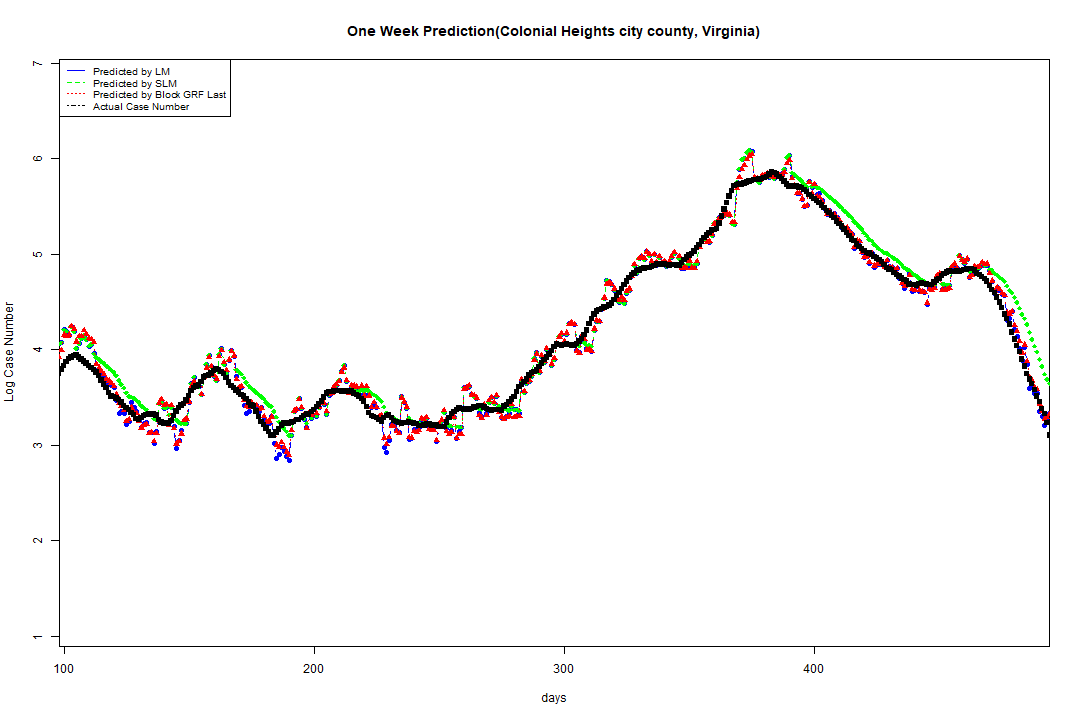 One Week Prediction(Colonial Heights city county, Virginia)
Predicted by LM
Predicted by SLM
Predicted by Block GRF Last
Actual Case Number
7
6
5
4
3
2
1
Log Case Number
100 200 300 400
days